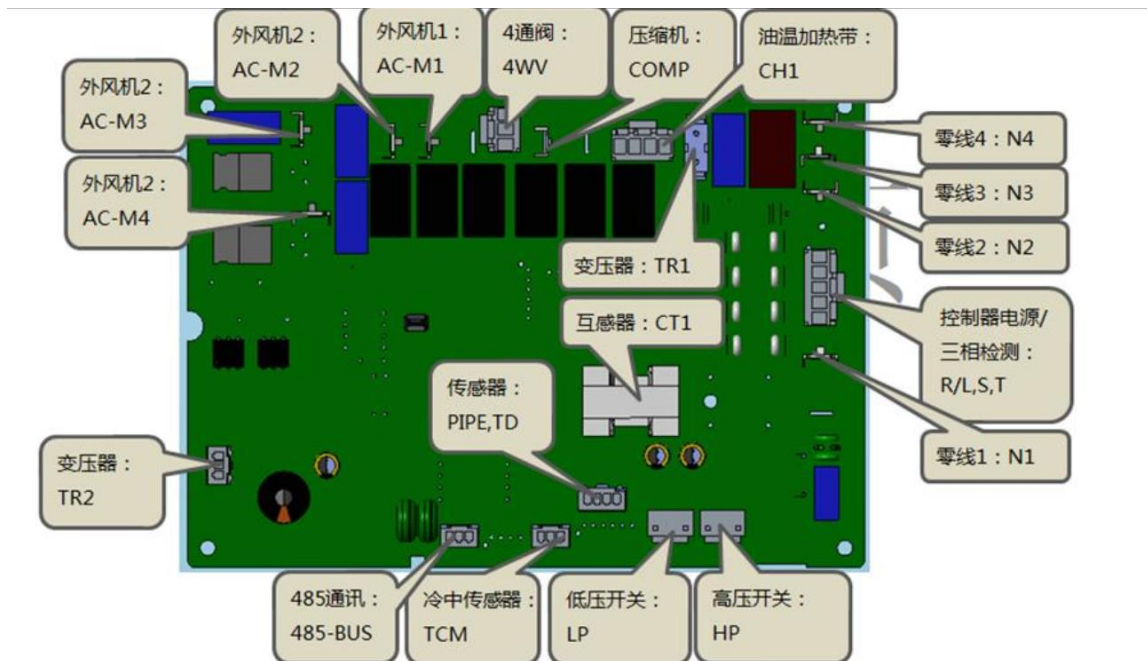 外风机2：
AC-M2
外风机1：
AC-M1
4通阀：
4WV
压缩机：
COMP
油温加热带：
CH1
外风机2：
AC-M3
外风机2：
AC-M4
零线4：N4
零线3：N3
零线2：N2
变压器：TR1
互感器：CT1
控制器电源/
三相检测：
R/L,S,T
传感器：
PIPE,TD
零线1：N1
变压器：
TR2
485通讯：
485-BUS
冷中传感器：
TCM
低压开关：
LP
高压开关：
HP